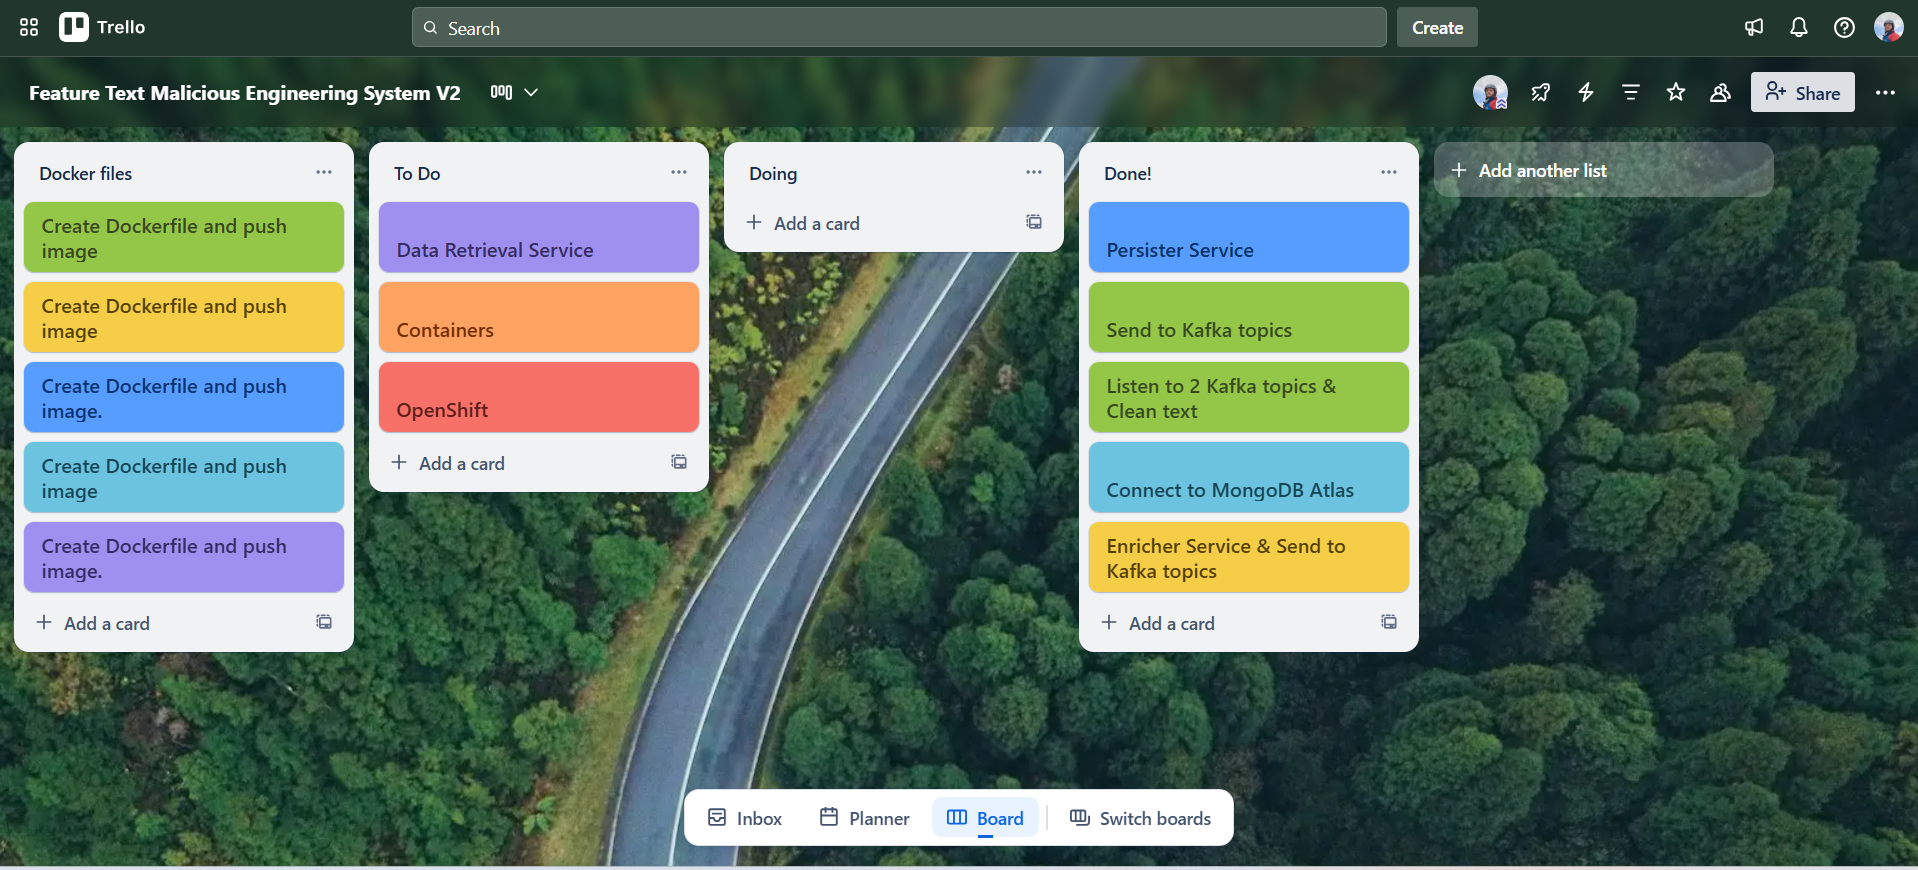 Trello
Search
Create
Feature Text Malicious Engineering System V2
Share
Docker files
Create Dockerfile and push
image
Create Dockerfile and push
image
Create Dockerfile and push
image.
Create Dockerfile and push
image
Create Dockerfile and push
image.
Add a card
To Do
Data Retrieval Service
Containers
OpenShift
Add a card
Doing
Add a card
Done!
Persister Service
Send to Kafka topics
Listen to 2 Kafka topics &
Clean text
Connect to MongoDB Atlas
Enricher Service & Send to
Kafka topics
Add a card
Add another list
Inbox
Planner
Board
Switch boards